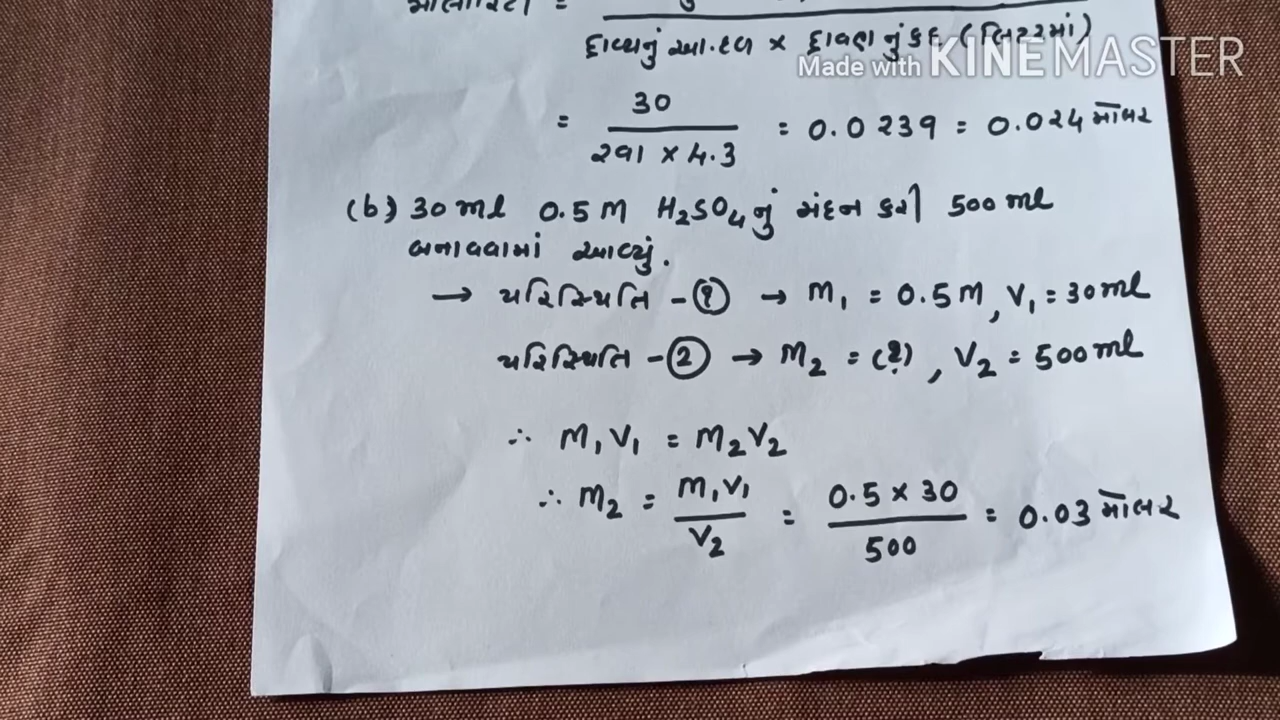 મોલારિટી =
દ્રાવ્યનું આ.દળ × દ્રાવણનું કદ (લિટરમાં)
Made with KINEMASTER
= 30 / 291 × 4.3 = 0.0239 = 0.024 મોલર
(b) 30 ml 0.5 M H₂SO₄નું મંદન કરી 500 ml
બનાવવામાં આવ્યું.
→ પરિસ્થિતિ - ① → M₁ = 0.5 M, V₁ = 30 ml
પરિસ્થિતિ - ② → M₂ = (?), V₂ = 500 ml
∴ M₁V₁ = M₂V₂
∴ M₂ = M₁V₁ / V₂ = 0.5 × 30 / 500 = 0.03 મોલર